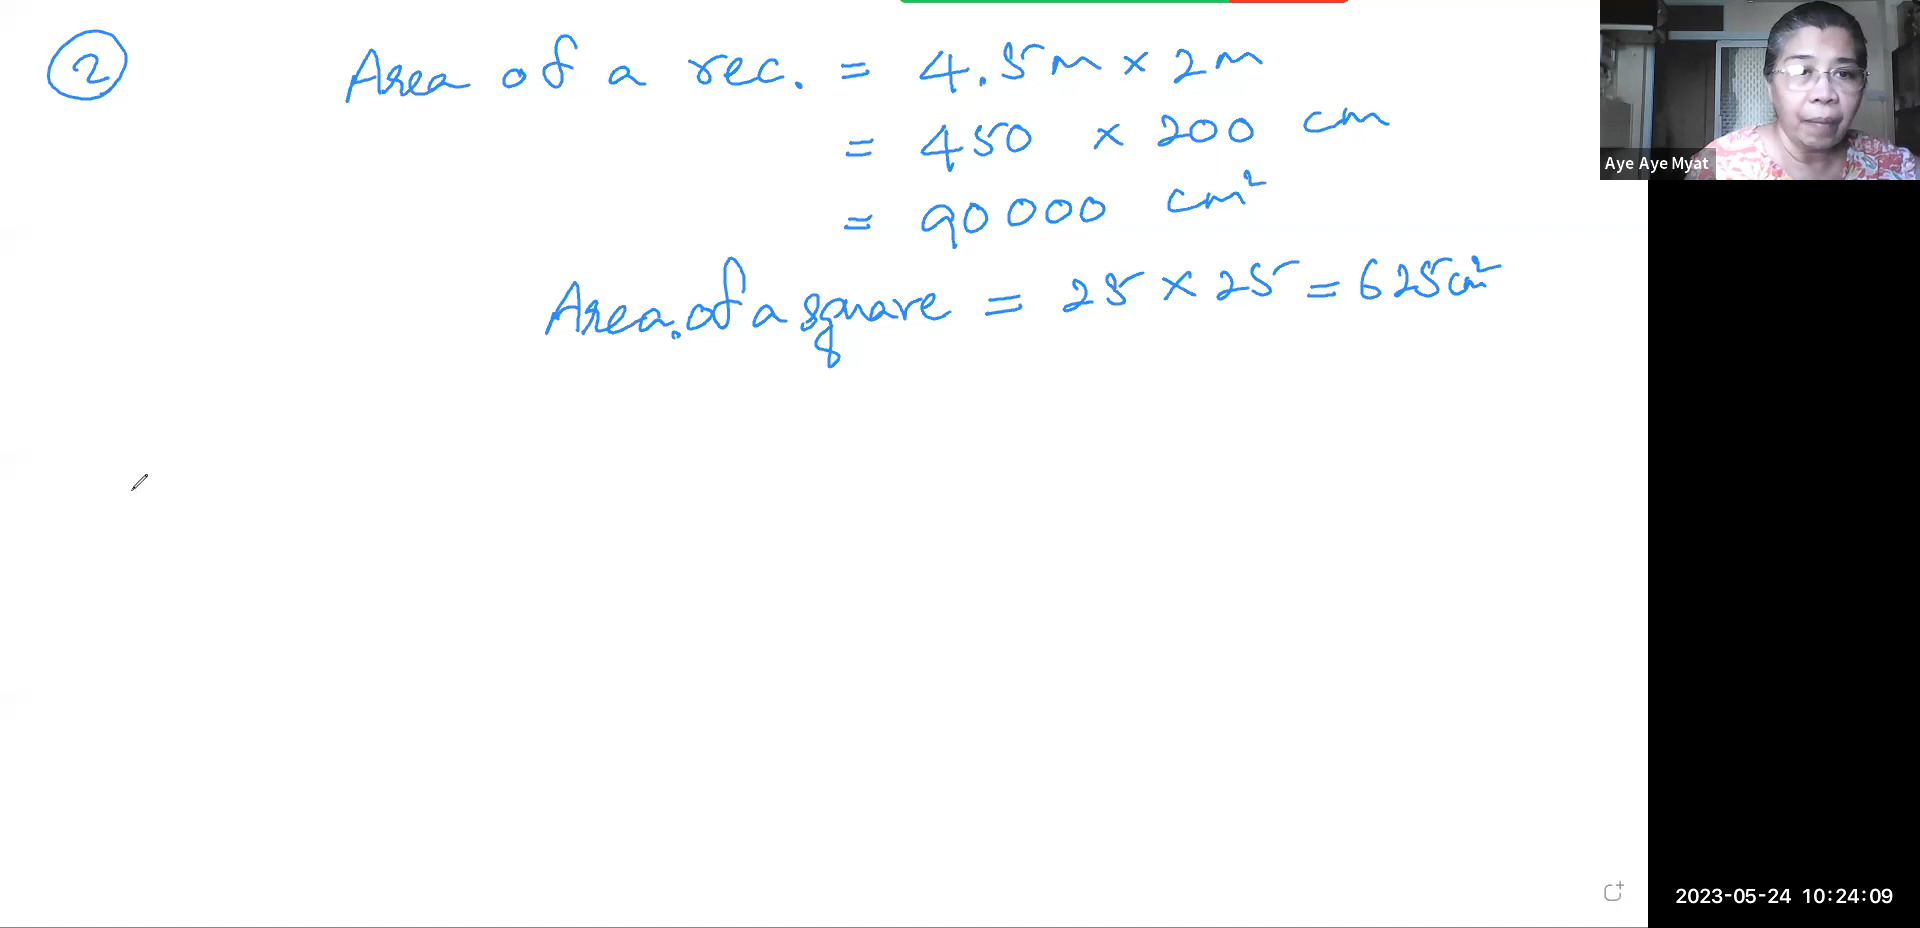 ② Area of a rec. = 4.5m × 2m
= 450 × 200 cm
= 90000 cm²
Area.of a square = 25 × 25 = 625cm²
Aye Aye Myat
2023-05-24 10:24:09